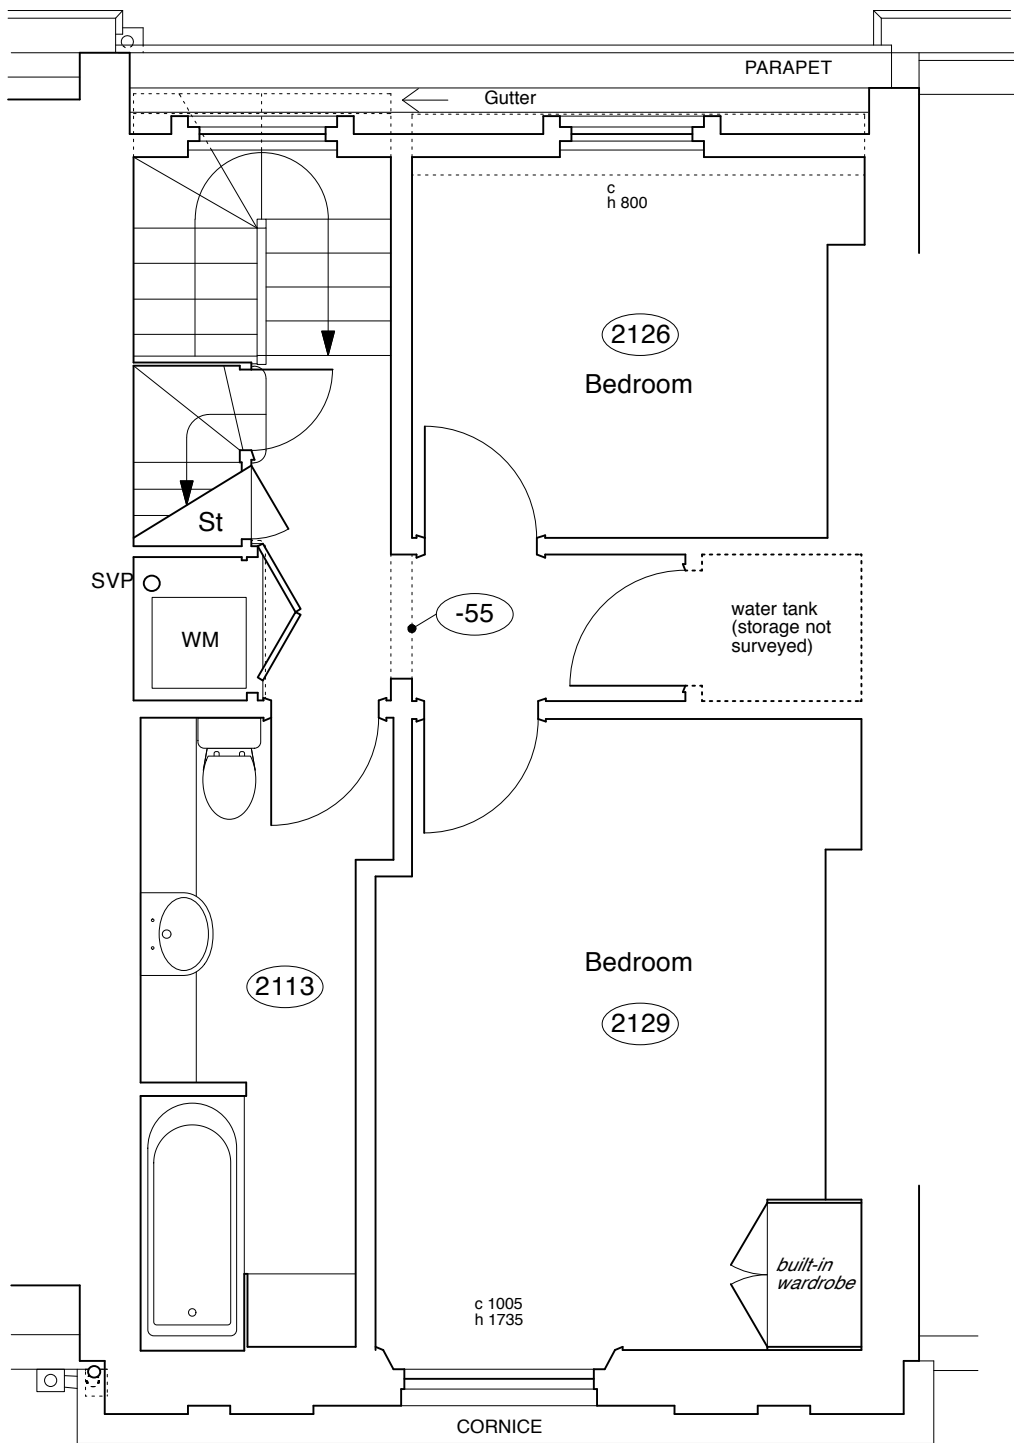 PARAPET
Gutter
c
h 800
2126
Bedroom
St
SVP
WM
-55
water tank
(storage not
surveyed)
Bedroom
2113
2129
built-in
wardrobe
c 1005
h 1735
CORNICE